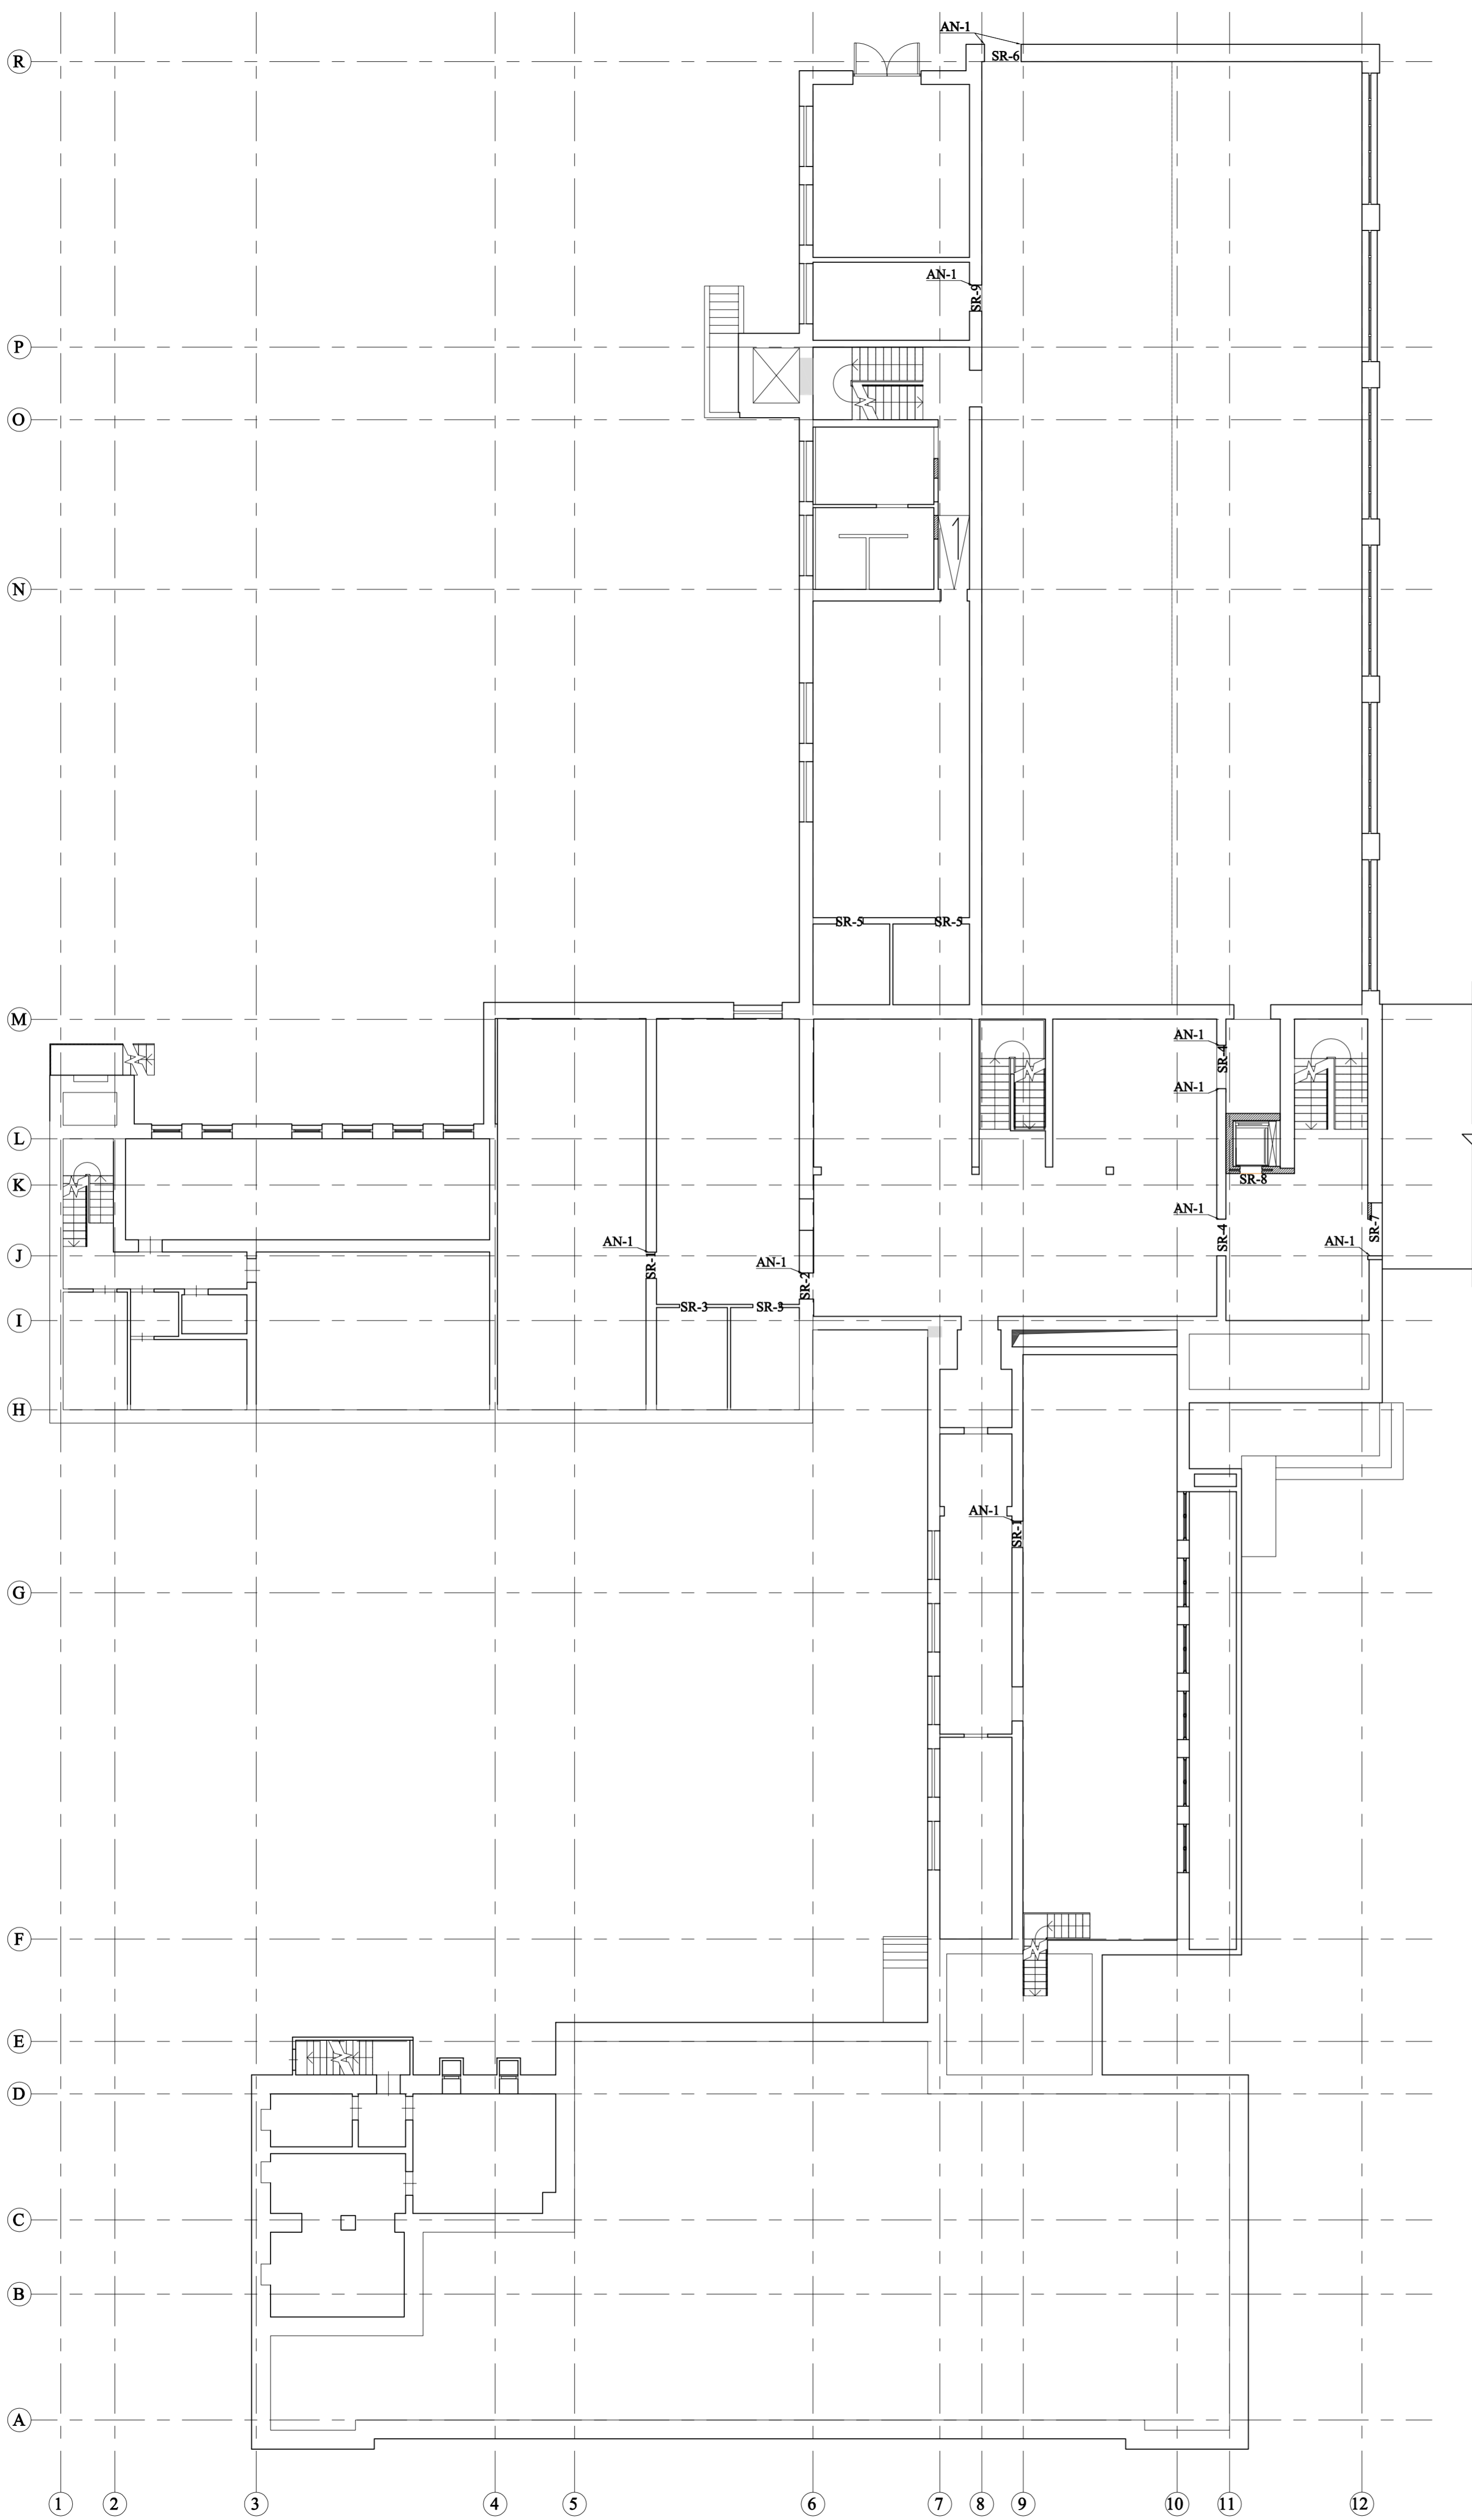 AN-1
R
SR-6
AN-1
SR-9
P
O
N
SR-5 SR-5
M
AN-1
SR-4
AN-1
L
K
SR-8
AN-1
SR-7
AN-1
SR-4
AN-1
J
SR-1
AN-1
SR-2
SR-3 SR-3
I
H
AN-1
SR-1
G
F
E
D
C
B
A
1 2 3 4 5 6 7 8 9 10 11 12